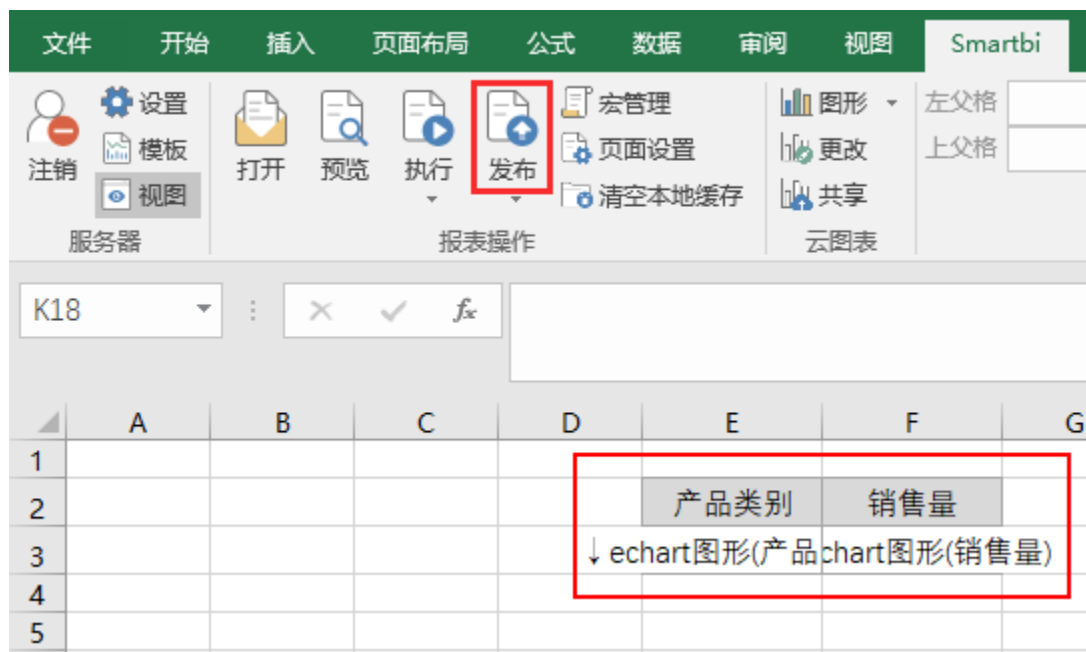 文件 开始 插入 页面布局 公式 数据 审阅 视图 Smartbi
注销
设置
模板
视图
服务器
打开 预览 执行 发布
宏管理
页面设置
清空本地缓存
报表操作
图形
更改
共享
云图表
左父格
上父格
K18 fx
A B C D E F G
1
2 产品类别 销售量
3 ↓echart图形(产品 chart图形(销售量)
4
5